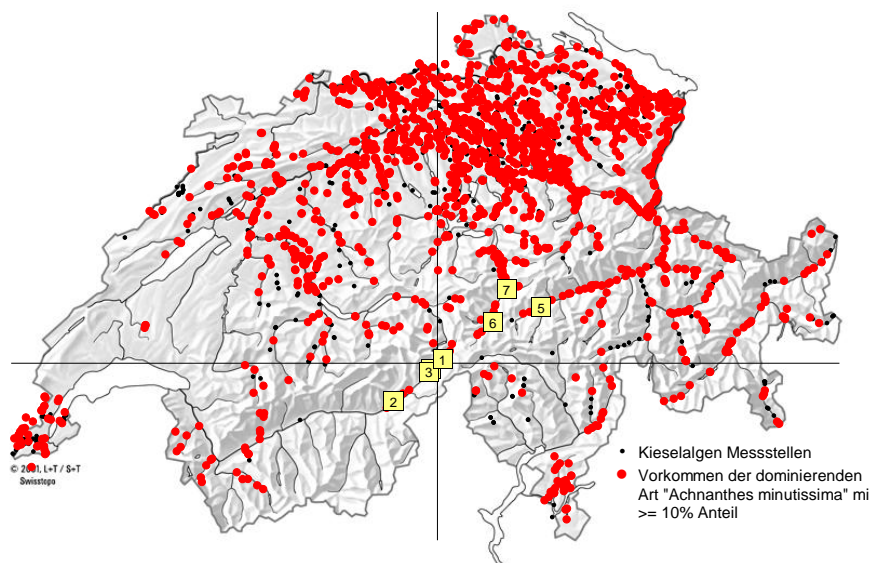 7
5
6
1
3
2
© 2001, L+T / S+T
Swisstopo
Kieselalgen Messstellen
Vorkommen der dominierenden
Art "Achnanthes minutissima" mi
>= 10% Anteil